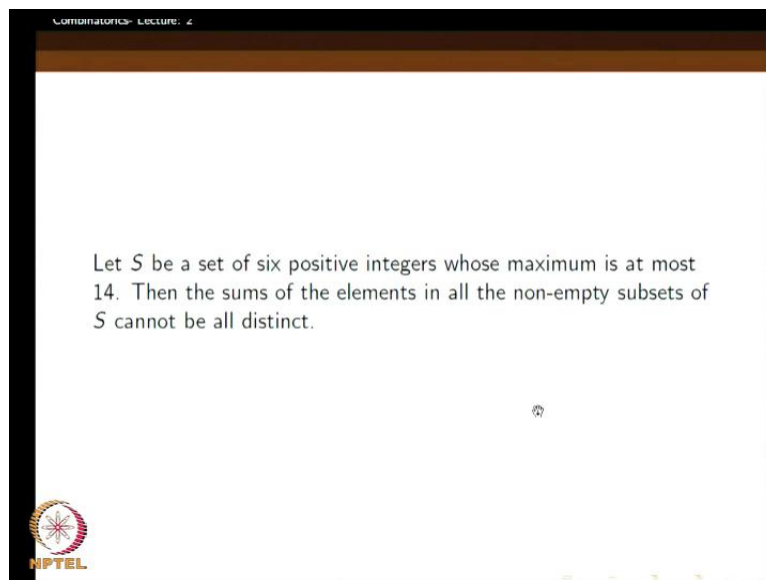 Combinatorics- Lecture: 2
Let S be a set of six positive integers whose maximum is at most
14. Then the sums of the elements in all the non-empty subsets of
S cannot be all distinct.
NPTEL